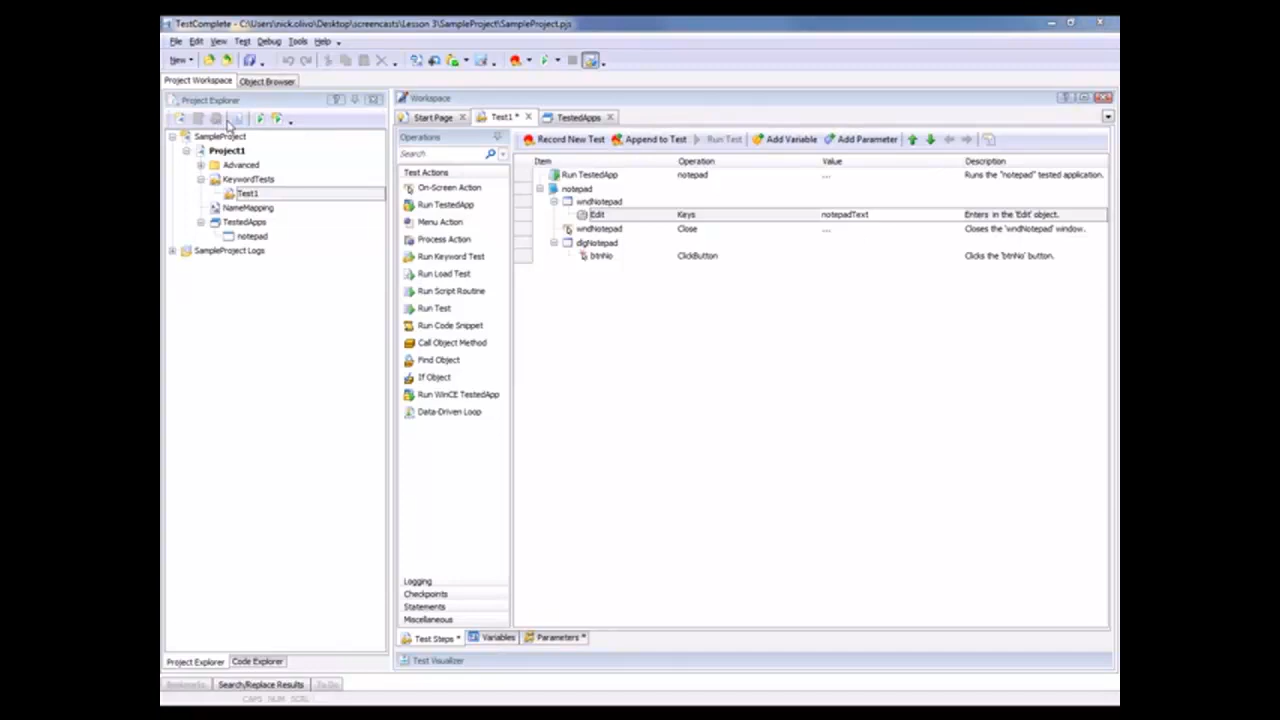 TestComplete - C:\Users\nick.olivo\Desktop\screencasts\Lesson 3\SampleProject\SampleProject.pjs
File Edit View Test Debug Tools Help
New
Project Workspace Object Browser
Project Explorer
SampleProject
Project1
Advanced
KeywordTests
Test1
NameMapping
TestedApps
notepad
SampleProject Logs
Project Explorer Code Explorer
Workspace
Start Page Test1 * TestedApps
Operations
Search
Test Actions
On-Screen Action
Run TestedApp
Menu Action
Process Action
Run Keyword Test
Run Load Test
Run Script Routine
Run Test
Run Code Snippet
Call Object Method
Find Object
If Object
Run WinCE TestedApp
Data-Driven Loop
Logging
Checkpoints
Statements
Miscellaneous
Record New Test Append to Test Run Test Add Variable Add Parameter
Item Operation Value Description
Run TestedApp notepad ... Runs the "notepad" tested application.
notepad
wndNotepad
Edit Keys notepadText Enters in the 'Edit' object.
wndNotepad Close ... Closes the 'wndNotepad' window.
dlgNotepad
btnNo ClickButton Clicks the 'btnNo' button.
Test Steps * Variables Parameters *
Test Visualizer
Bookmarks Search/Replace Results To Do
CAPS NUM SCRL